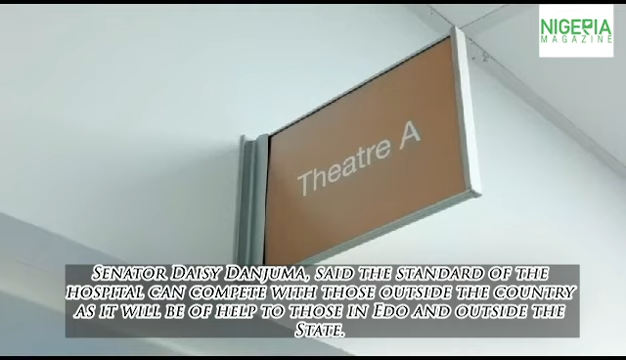 NIGERIA
MAGAZINE
Theatre A
SENATOR DAISY DANJUMA, SAID THE STANDARD OF THE
HOSPITAL CAN COMPETE WITH THOSE OUTSIDE THE COUNTRY
AS IT WILL BE OF HELP TO THOSE IN EDO AND OUTSIDE THE
STATE.